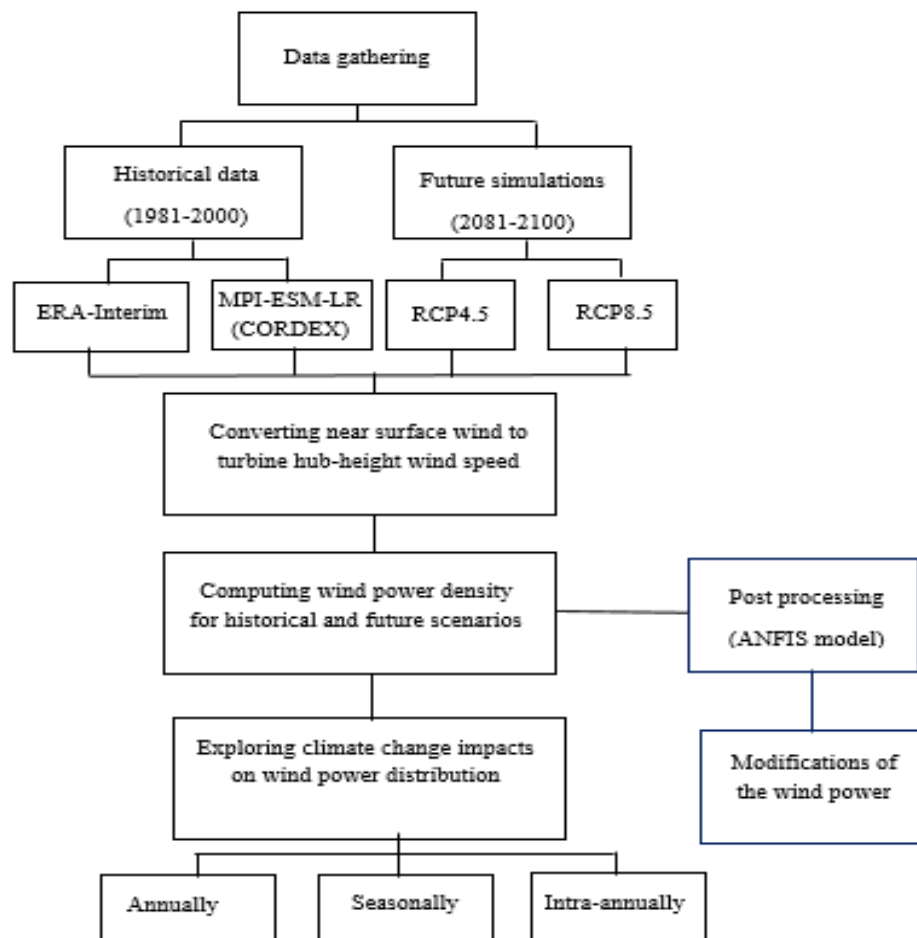 Data gathering
Historical data
(1981-2000)
Future simulations
(2081-2100)
ERA-Interim
MPI-ESM-LR
(CORDEX)
RCP4.5
RCP8.5
Converting near surface wind to
turbine hub-height wind speed
Computing wind power density
for historical and future scenarios
Post processing
(ANFIS model)
Exploring climate change impacts
on wind power distribution
Modifications of
the wind power
Annually
Seasonally
Intra-annually